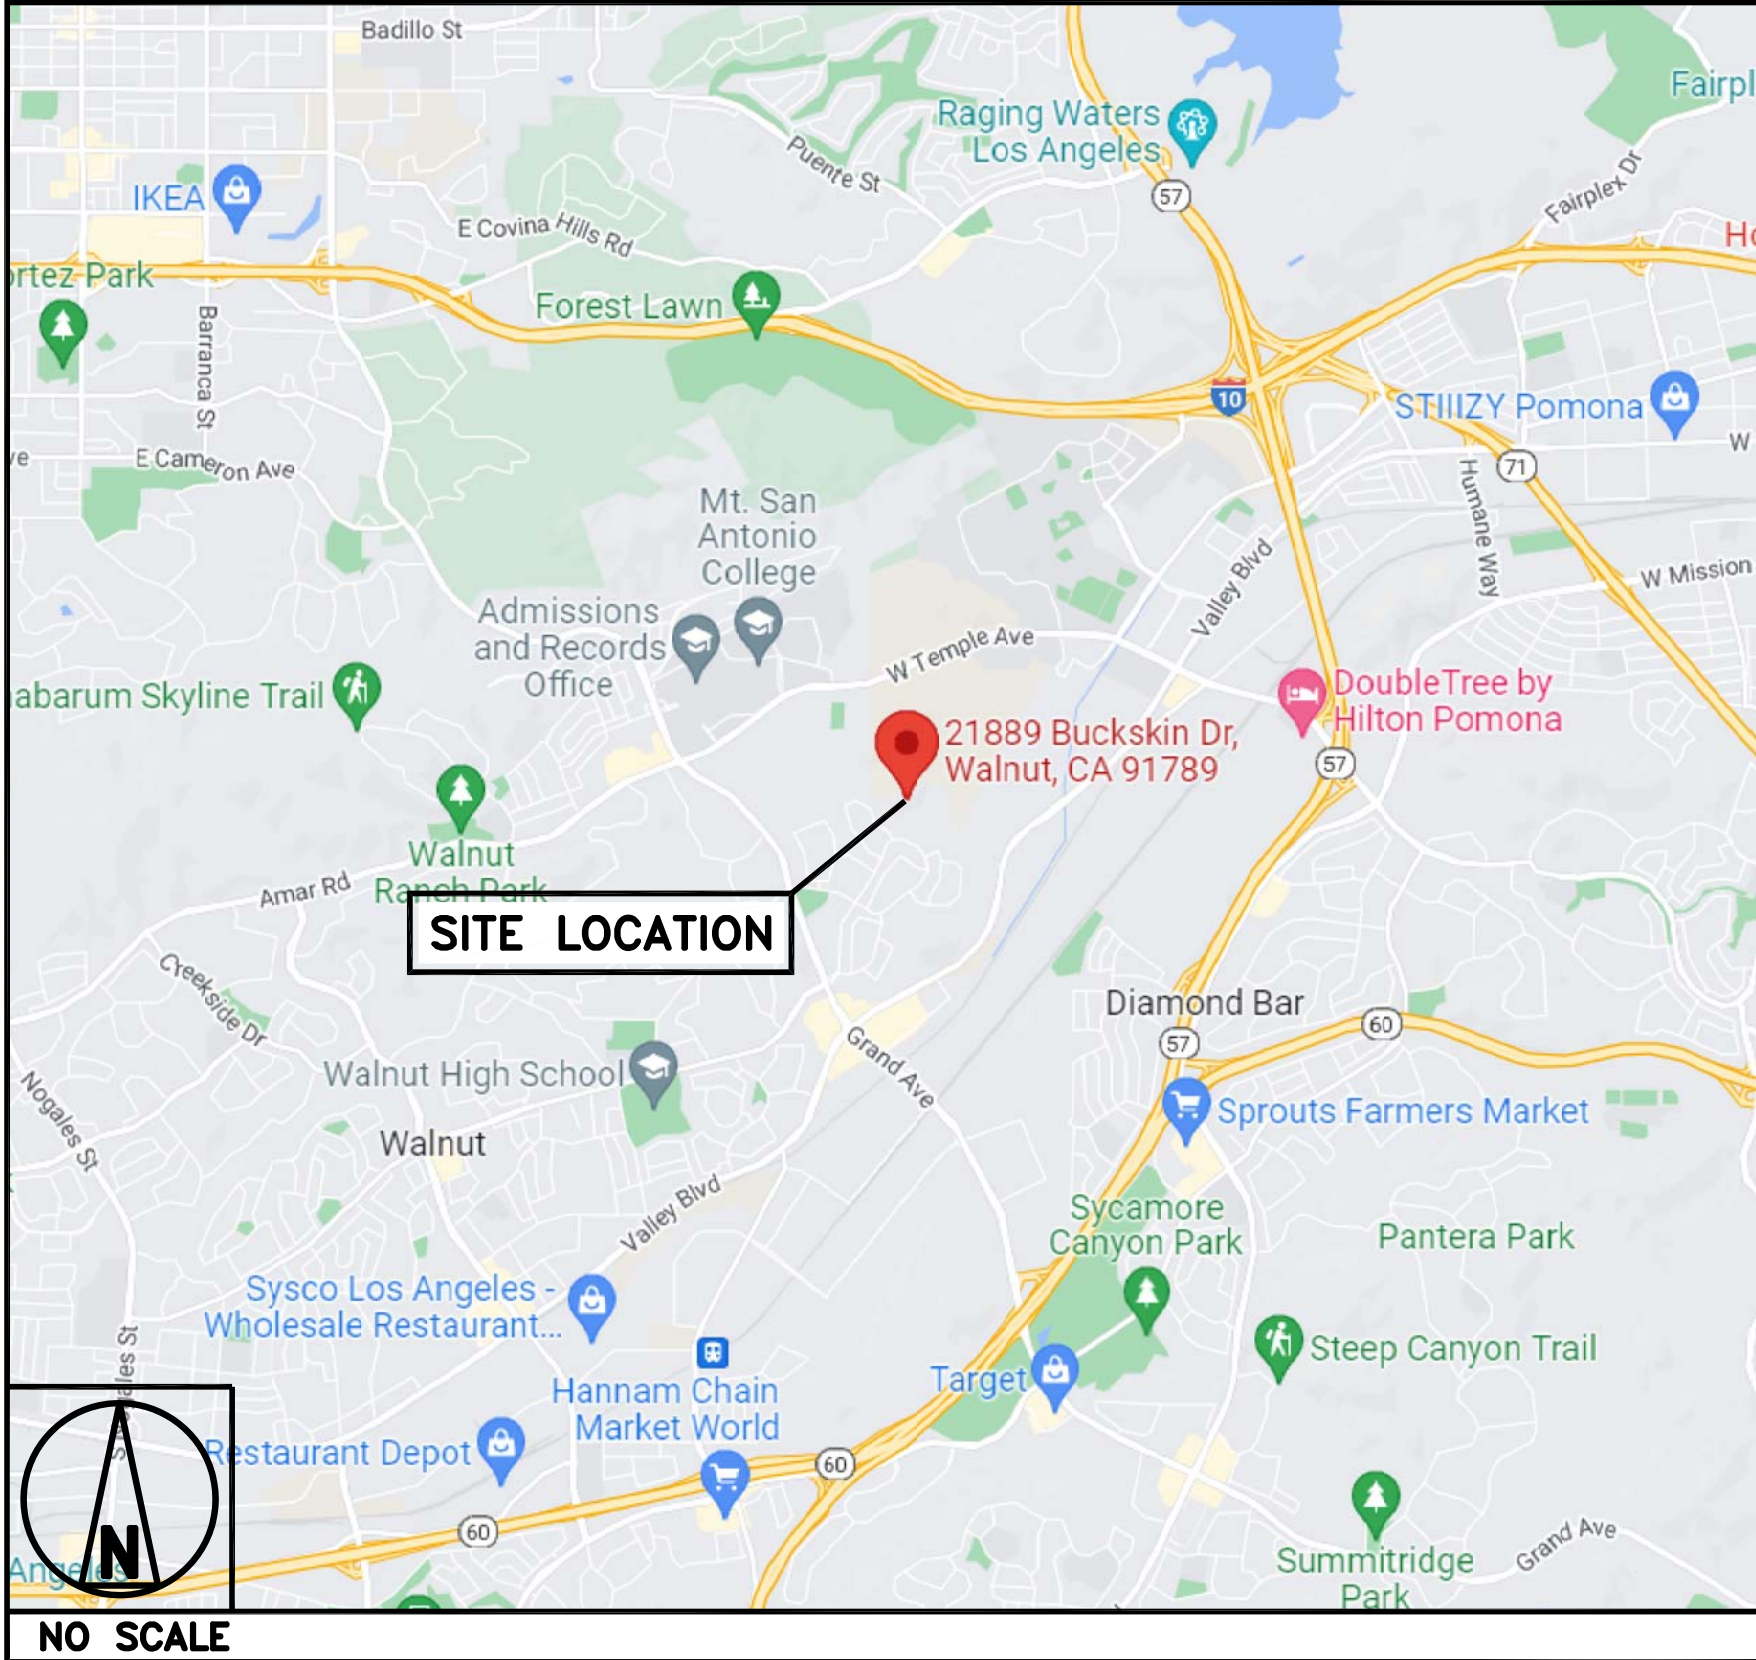 Badillo St
Fairpl
Raging Waters
Los Angeles
Puente St
57
Fairplex Dr
IKEA
E Covina Hills Rd
Ho
ortez Park
Forest Lawn
Barranca St
10
STIIIZY Pomona
W
ve
E Cameron Ave
71
Humane Way
Mt. San
Antonio
College
Valley Blvd
W Mission
Admissions
and Records
Office
W Temple Ave
abarum Skyline Trail
DoubleTree by
Hilton Pomona
21889 Buckskin Dr,
Walnut, CA 91789
57
Walnut
Ranch Park
Amar Rd
SITE LOCATION
Creekside Dr
Diamond Bar
60
57
Grand Ave
Walnut High School
Nogales St
Sprouts Farmers Market
Walnut
Valley Blvd
Sycamore
Canyon Park
Pantera Park
Sysco Los Angeles -
Wholesale Restaurant...
Steep Canyon Trail
Target
Hannam Chain
Market World
Restaurant Depot
60
60
Grand Ave
Summitridge
Park
Angeles
N
NO SCALE